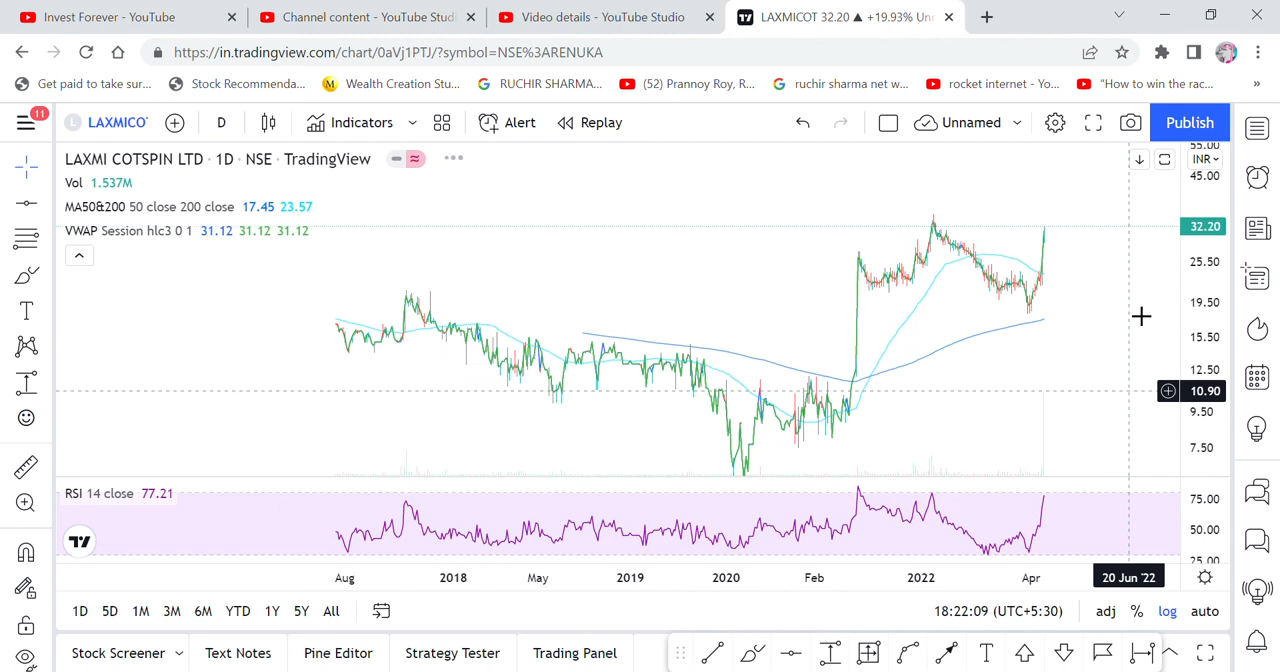 Invest Forever - YouTube
Channel content - YouTube Studi
Video details - YouTube Studio
LAXMICOT 32.20 ▲ +19.93% Unn
https://in.tradingview.com/chart/0aVj1PTJ/?symbol=NSE%3ARENUKA
Get paid to take sur...
Stock Recommenda...
M Wealth Creation Stu...
G RUCHIR SHARMA...
(52) Prannoy Roy, R...
G ruchir sharma net w...
rocket internet - Yo...
"How to win the rac...
»
11
L LAXMICO
D
Indicators
Alert
Replay
Unnamed
Publish
LAXMI COTSPIN LTD · 1D · NSE · TradingView
Vol 1.537M
MA50&200 50 close 200 close 17.45 23.57
VWAP Session hlc3 0 1 31.12 31.12 31.12
55.00
INR
45.00
32.20
25.50
19.50
15.50
12.50
10.90
9.50
7.50
RSI 14 close 77.21
75.00
50.00
25.00
Aug 2018 May 2019 2020 Feb 2022 Apr 20 Jun '22
1D 5D 1M 3M 6M YTD 1Y 5Y All
18:22:09 (UTC+5:30) adj % log auto
Stock Screener Text Notes Pine Editor Strategy Tester Trading Panel